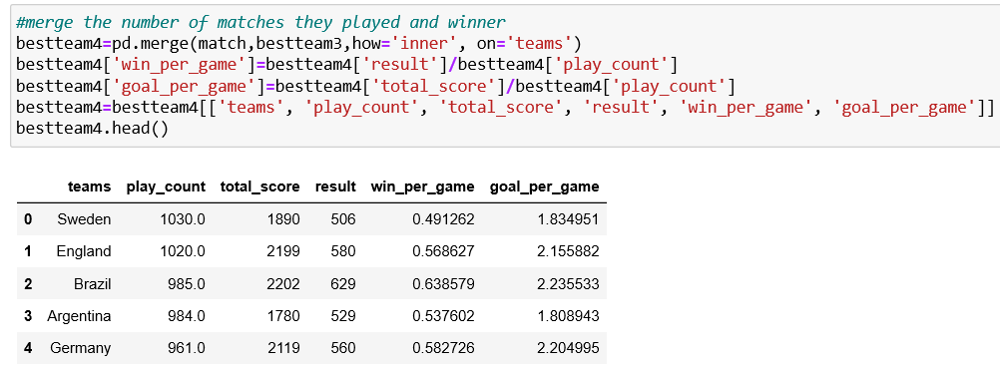 #merge the number of matches they played and winner
bestteam4=pd.merge(match,bestteam3,how='inner', on='teams')
bestteam4['win_per_game']=bestteam4['result']/bestteam4['play_count']
bestteam4['goal_per_game']=bestteam4['total_score']/bestteam4['play_count']
bestteam4=bestteam4[['teams', 'play_count', 'total_score', 'result', 'win_per_game', 'goal_per_game']]
bestteam4.head()
teams play_count total_score result win_per_game goal_per_game
0 Sweden 1030.0 1890 506 0.491262 1.834951
1 England 1020.0 2199 580 0.568627 2.155882
2 Brazil 985.0 2202 629 0.638579 2.235533
3 Argentina 984.0 1780 529 0.537602 1.808943
4 Germany 961.0 2119 560 0.582726 2.204995